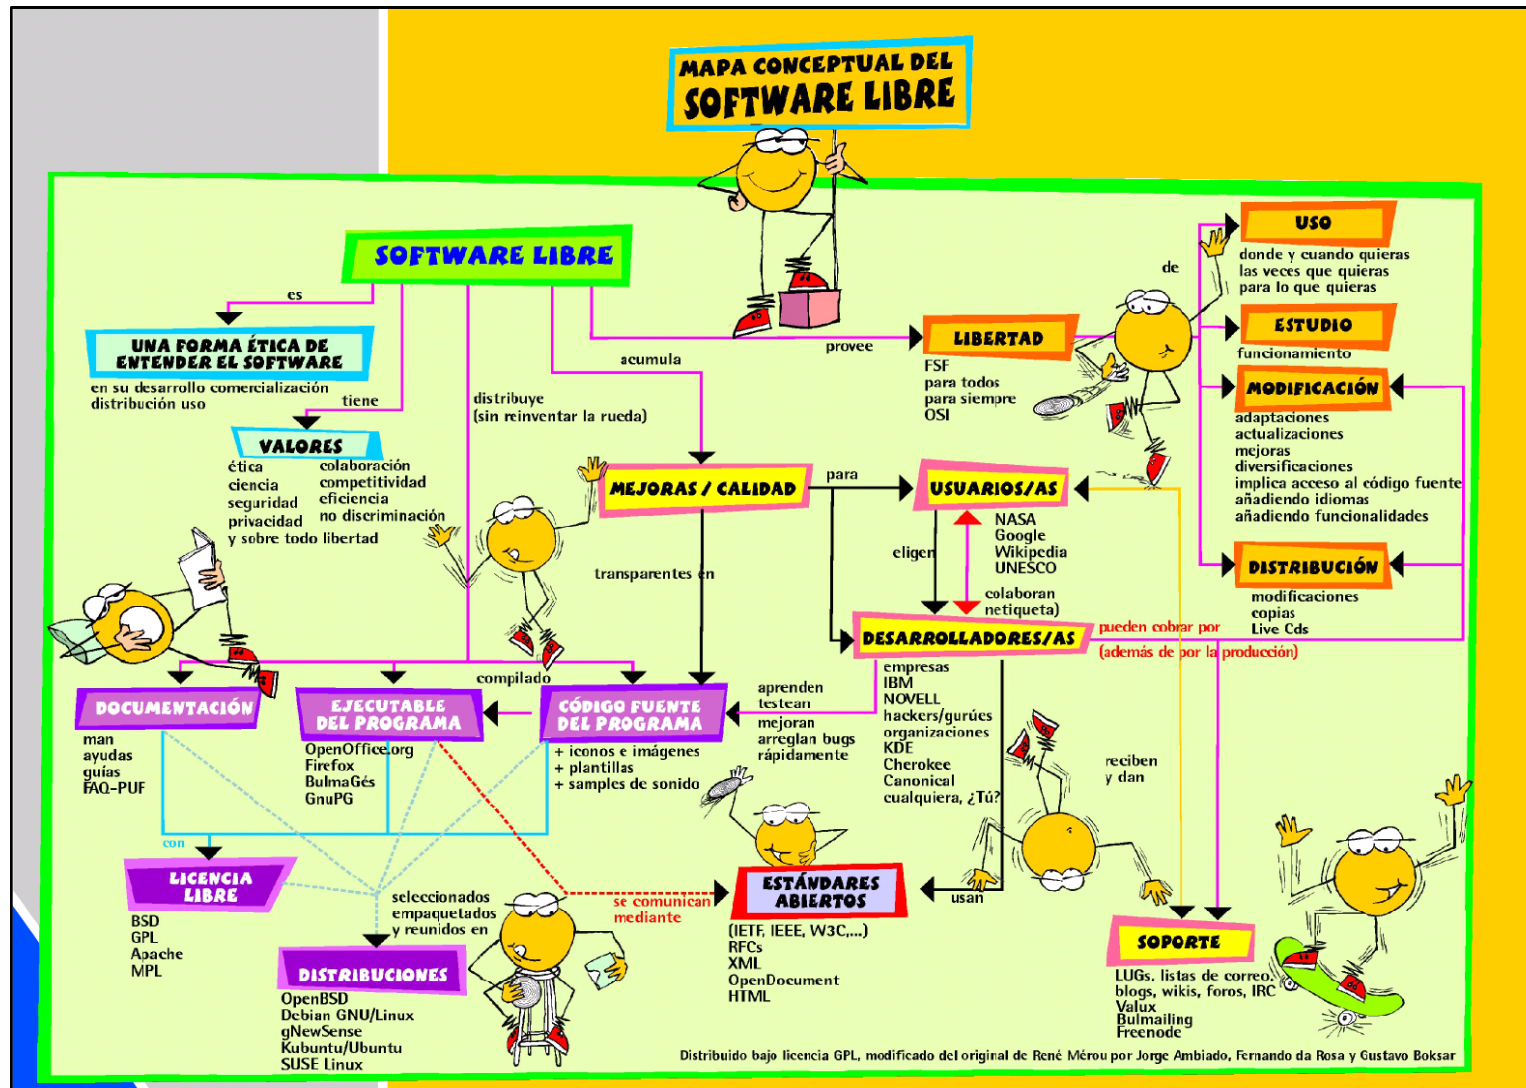 MAPA CONCEPTUAL DEL
SOFTWARE LIBRE
SOFTWARE LIBRE
es
UNA FORMA ÉTICA DE
ENTENDER EL SOFTWARE
en su desarrollo comercialización
distribución uso
tiene
VALORES
ética
ciencia
seguridad
privacidad
y sobre todo libertad
colaboración
competitividad
eficiencia
no discriminación
distribuye
(sin reinventar la rueda)
acumula
provee
LIBERTAD
FSF
para todos
para siempre
OSI
de
USO
donde y cuando quieras
las veces que quieras
para lo que quieras
ESTUDIO
funcionamiento
MODIFICACIÓN
adaptaciones
actualizaciones
mejoras
diversificaciones
implica acceso al código fuente
añadiendo idiomas
añadiendo funcionalidades
DISTRIBUCIÓN
modificaciones
copias
Live Cds
MEJORAS / CALIDAD
para
transparentes en
USUARIOS/AS
NASA
Google
Wikipedia
UNESCO
eligen
colaboran
netiqueta)
DESARROLLADORES/AS
pueden cobrar por
(además de por la producción)
empresas
IBM
NOVELL
hackers/gurúes
organizaciones
KDE
Cherokee
Canonical
cualquiera, ¿Tú?
aprenden
testean
mejoran
arreglan bugs
rápidamente
reciben
y dan
DOCUMENTACIÓN
man
ayudas
guías
FAQ-PUF
EJECUTABLE
DEL PROGRAMA
OpenOffice.org
Firefox
BulmaGés
GnuPG
compilado
CÓDIGO FUENTE
DEL PROGRAMA
+ iconos e imágenes
+ plantillas
+ samples de sonido
con
LICENCIA
LIBRE
BSD
GPL
Apache
MPL
seleccionados
empaquetados
y reunidos en
DISTRIBUCIONES
OpenBSD
Debian GNU/Linux
gNewSense
Kubuntu/Ubuntu
SUSE Linux
se comunican
mediante
ESTÁNDARES
ABIERTOS
(IETF, IEEE, W3C,...)
RFCs
XML
OpenDocument
HTML
usan
SOPORTE
LUGs. listas de correo.
blogs, wikis, foros, IRC
Valux
Bulmailing
Freenode
Distribuido bajo licencia GPL, modificado del original de René Mérou por Jorge Ambiado, Fernando da Rosa y Gustavo Boksar